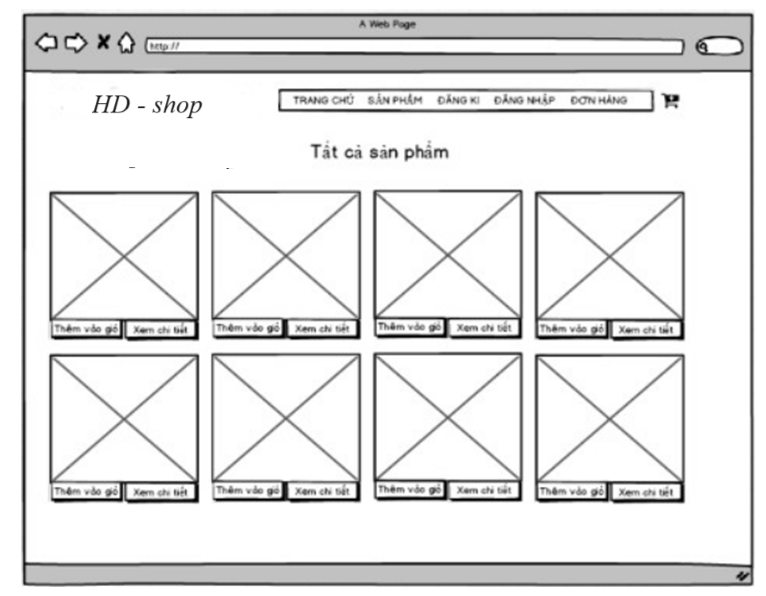 A Web Page
http://
HD - shop
TRANG CHỦ SẢN PHẨM ĐĂNG KI ĐĂNG NHẬP ĐƠN HÀNG
Tất cả sản phẩm
Thêm vào giỏ Xem chi tiết Thêm vào giỏ Xem chi tiết Thêm vào giỏ Xem chi tiết Thêm vào giỏ Xem chi tiết
Thêm vào giỏ Xem chi tiết Thêm vào giỏ Xem chi tiết Thêm vào giỏ Xem chi tiết Thêm vào giỏ Xem chi tiết